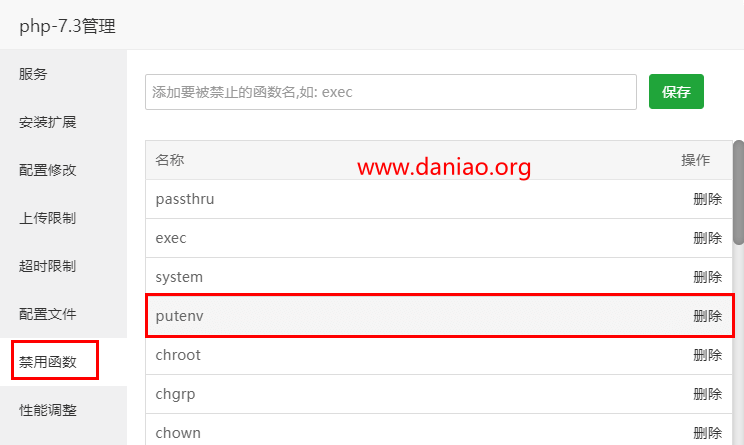 php-7.3管理
服务
安装扩展
配置修改
上传限制
超时限制
配置文件
禁用函数
性能调整
添加要被禁止的函数名,如: exec
保存
名称 操作
www.daniao.org
passthru 删除
exec 删除
system 删除
putenv 删除
chroot 删除
chgrp 删除
chown 删除